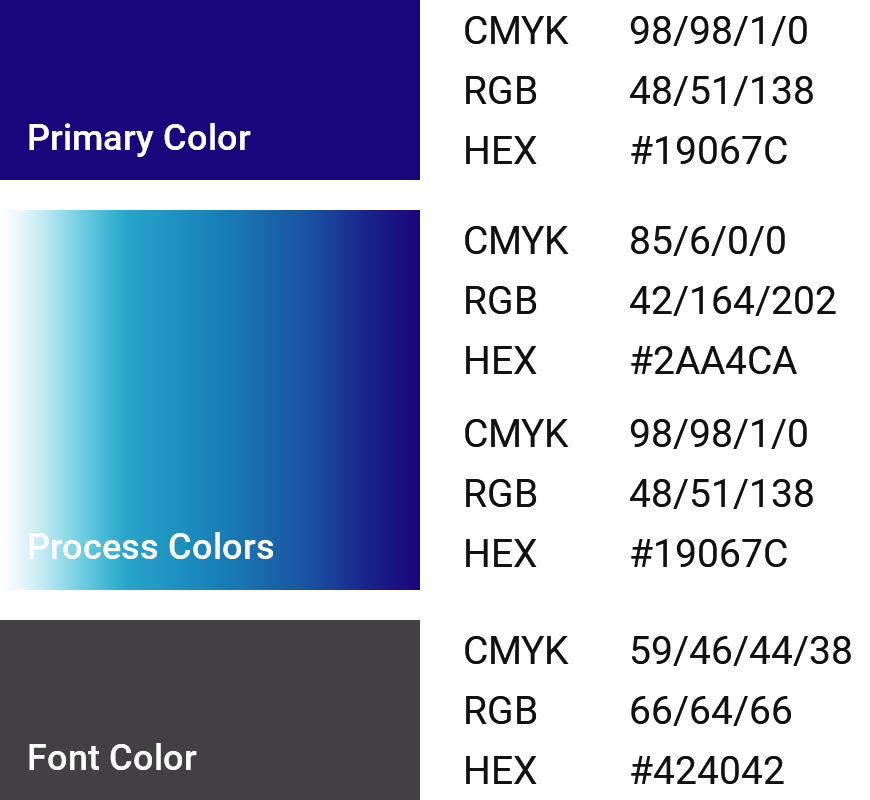 Primary Color
CMYK 98/98/1/0
RGB 48/51/138
HEX #19067C
Process Colors
CMYK 85/6/0/0
RGB 42/164/202
HEX #2AA4CA
CMYK 98/98/1/0
RGB 48/51/138
HEX #19067C
Font Color
CMYK 59/46/44/38
RGB 66/64/66
HEX #424042